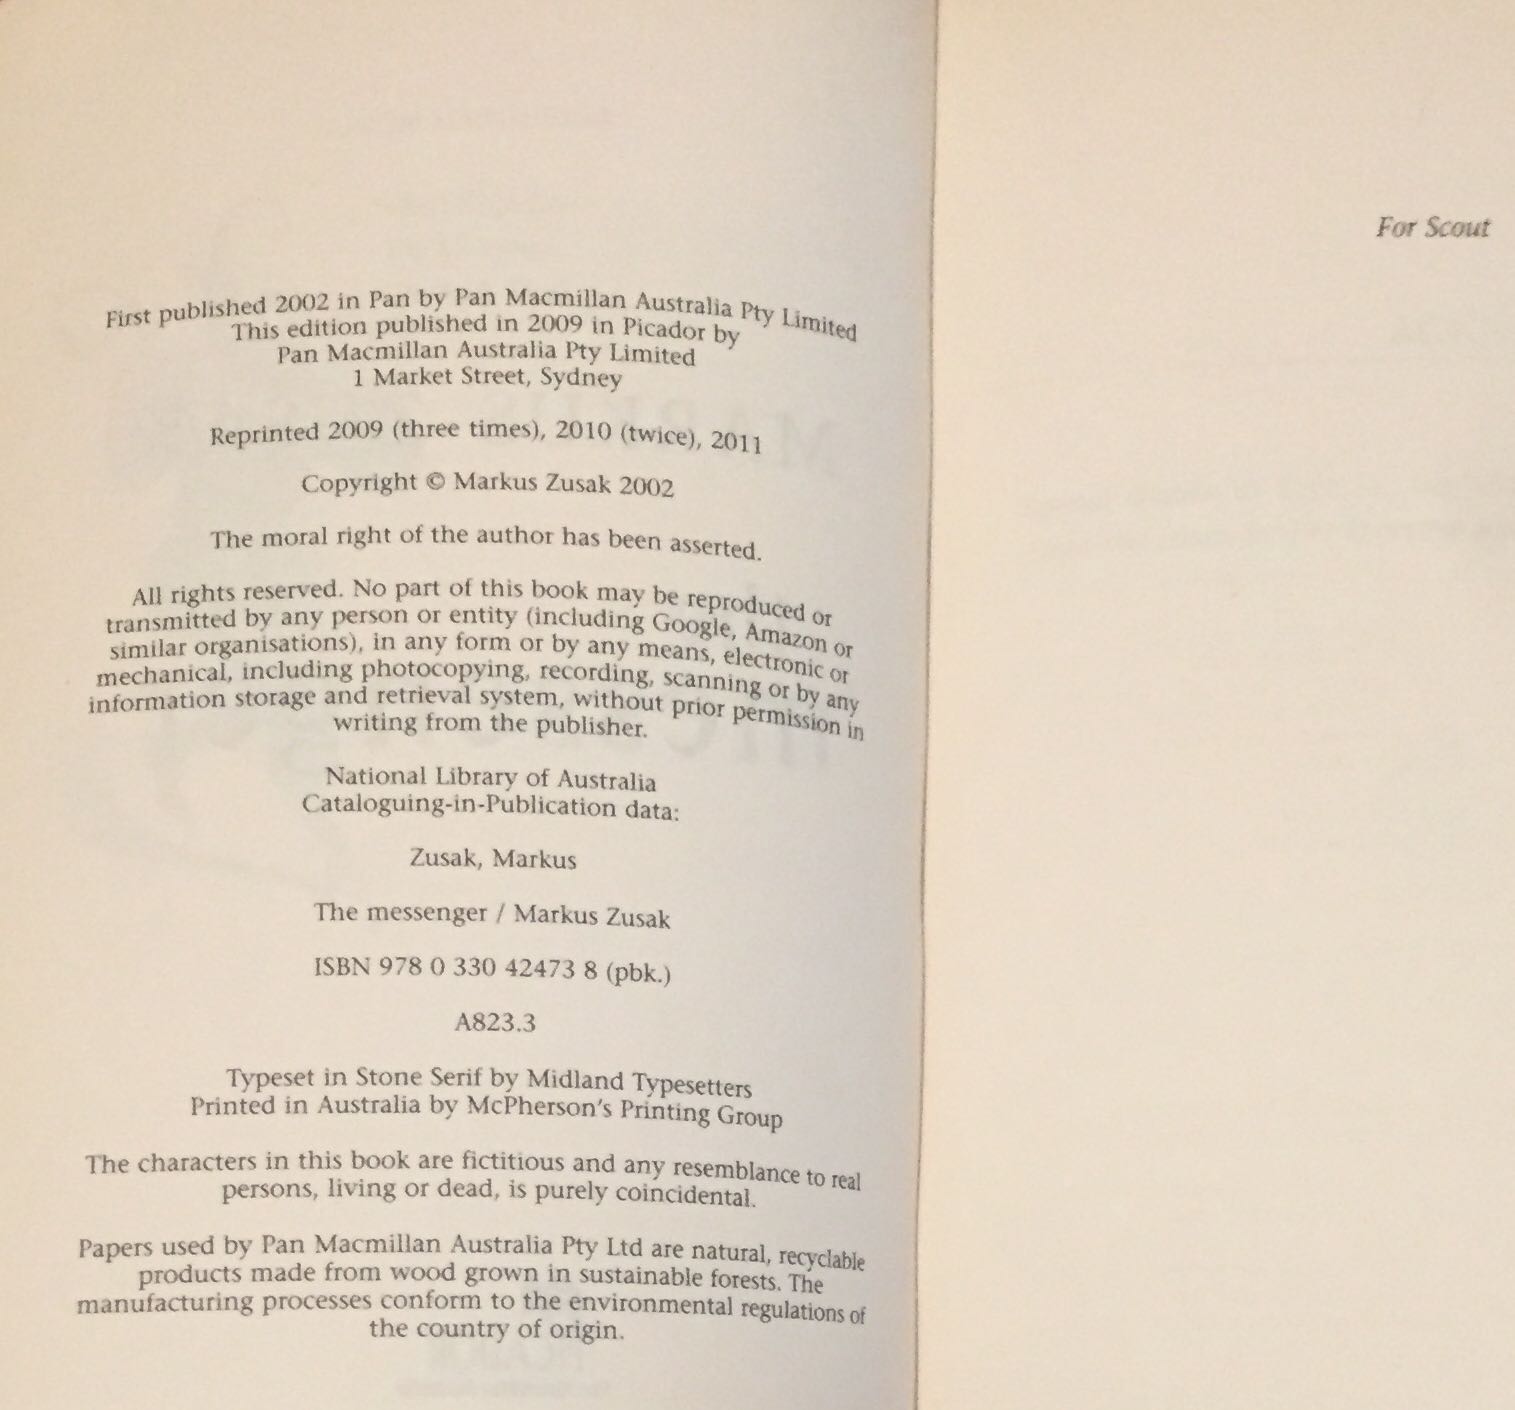 First published 2002 in Pan by Pan Macmillan Australia Pty Limited
This edition published in 2009 in Picador by
Pan Macmillan Australia Pty Limited
1 Market Street, Sydney
Reprinted 2009 (three times), 2010 (twice), 2011
Copyright © Markus Zusak 2002
The moral right of the author has been asserted.
All rights reserved. No part of this book may be reproduced or
transmitted by any person or entity (including Google, Amazon or
similar organisations), in any form or by any means, electronic or
mechanical, including photocopying, recording, scanning or by any
information storage and retrieval system, without prior permission in
writing from the publisher.
National Library of Australia
Cataloguing-in-Publication data:
Zusak, Markus
The messenger / Markus Zusak
ISBN 978 0 330 42473 8 (pbk.)
A823.3
Typeset in Stone Serif by Midland Typesetters
Printed in Australia by McPherson's Printing Group
The characters in this book are fictitious and any resemblance to real
persons, living or dead, is purely coincidental.
Papers used by Pan Macmillan Australia Pty Ltd are natural, recyclable
products made from wood grown in sustainable forests. The
manufacturing processes conform to the environmental regulations of
the country of origin.
For Scout